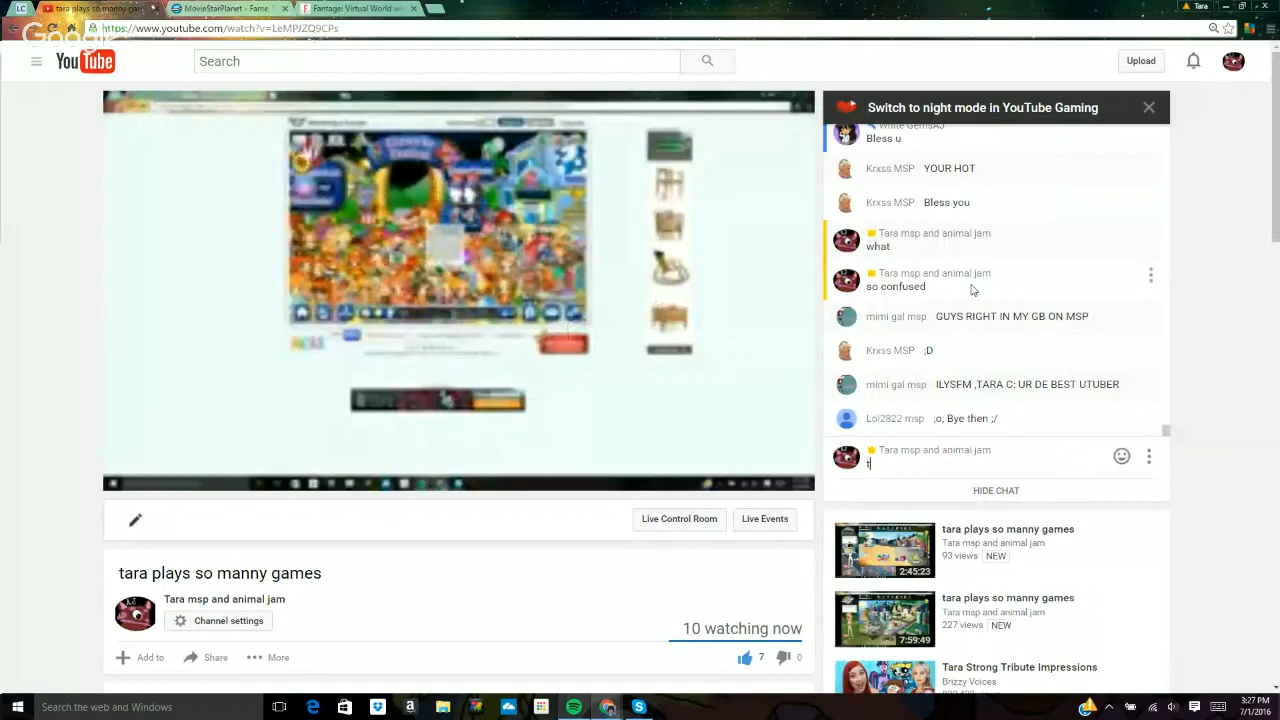 tara plays so manny gam
MovieStarPlanet - Fame, F
Fantage: Virtual World wi
Tara
https://www.youtube.com/watch?v=LeMPJZQ9CPs
YouTube
Search
Upload
Switch to night mode in YouTube Gaming
White GemsAJ
Bless u
Krxss MSP YOUR HOT
Krxss MSP Bless you
Tara msp and animal jam
what
Tara msp and animal jam
so confused
mimi gal msp GUYS RIGHT IN MY GB ON MSP
Krxss MSP ;D
mimi gal msp ILYSFM ,TARA C: UR DE BEST UTUBER
Lol2822 msp ;o; Bye then ;/
Tara msp and animal jam
t
HIDE CHAT
Live Control Room
Live Events
tara plays so manny games
Tara msp and animal jam
Channel settings
10 watching now
Add to
Share
More
7
0
tara plays so manny games
Tara msp and animal jam
93 views NEW
2:45:23
tara plays so manny games
Tara msp and animal jam
227 views NEW
7:59:49
Tara Strong Tribute Impressions
Brizzy Voices
Search the web and Windows
3:27 PM
7/1/2016